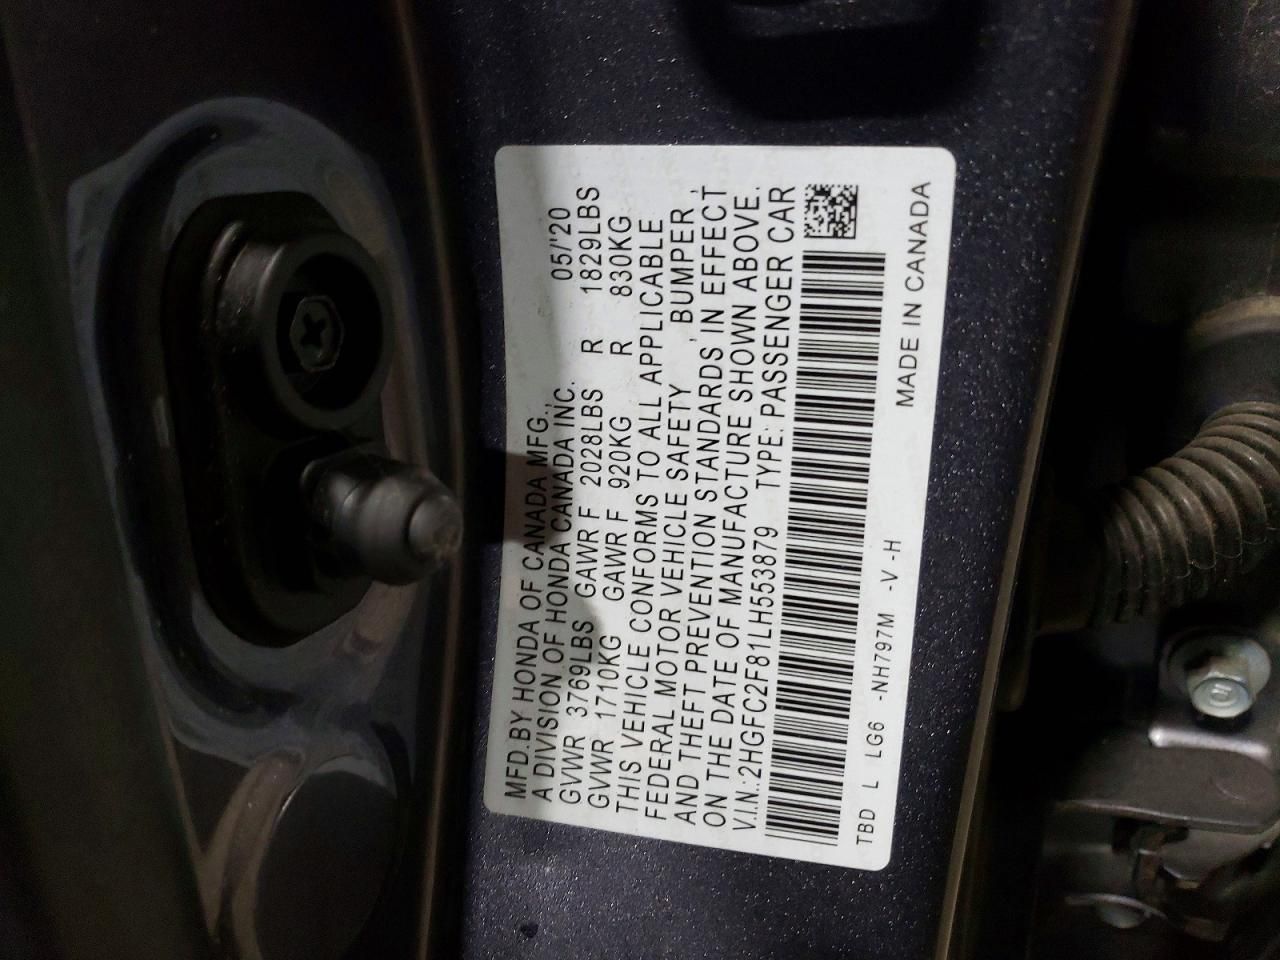 MFD.BY HONDA OF CANADA MFG., 05/'20
A DIVISION OF HONDA CANADA INC.
GVWR 3769LBS GAWR F 2028LBS R 1829LBS
GVWR 1710KG GAWR F 920KG R 830KG
THIS VEHICLE CONFORMS TO ALL APPLICABLE
FEDERAL MOTOR VEHICLE SAFETY , BUMPER ,
AND THEFT PREVENTION STANDARDS IN EFFECT
ON THE DATE OF MANUFACTURE SHOWN ABOVE.
V.I.N.:2HGFC2F81LH553879 TYPE: PASSENGER CAR
TBD L LG6 -NH797M -V -H
MADE IN CANADA